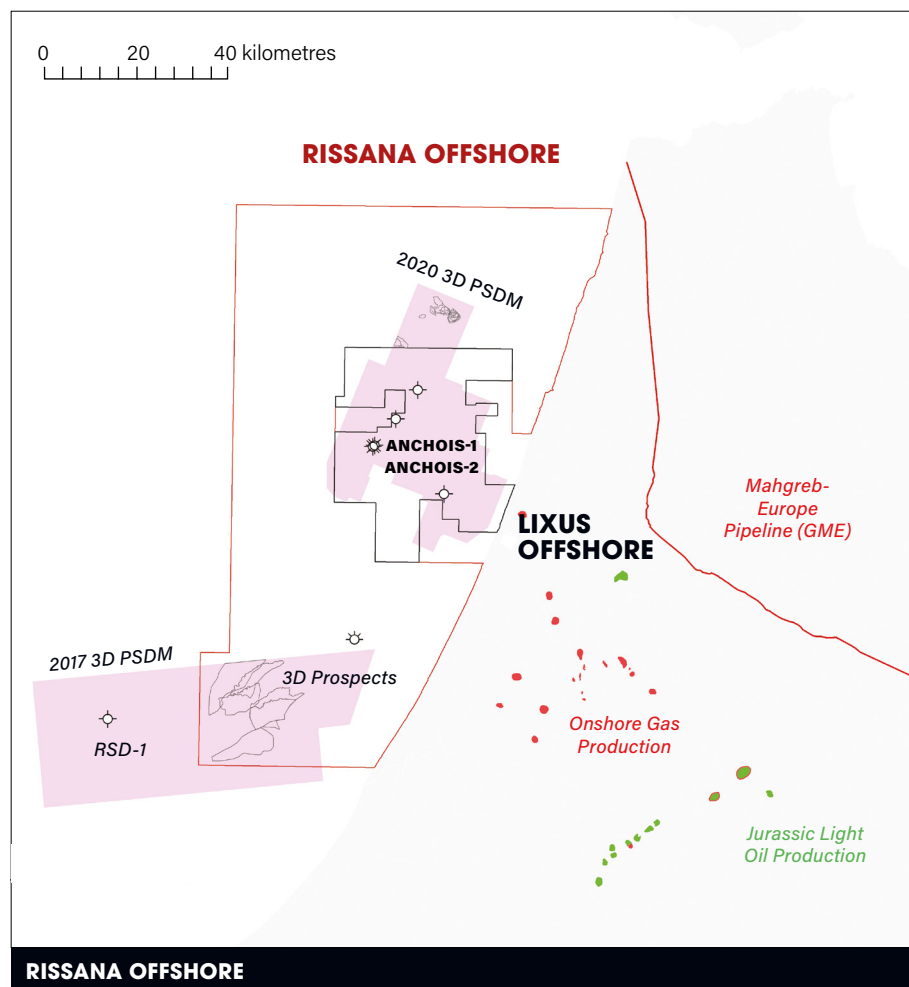 0 20 40 kilometres
RISSANA OFFSHORE
2020 3D PSDM
ANCHOIS-1
ANCHOIS-2
Mahgreb-
Europe
Pipeline (GME)
LIXUS
OFFSHORE
2017 3D PSDM
3D Prospects
RSD-1
Onshore Gas
Production
Jurassic Light
Oil Production
RISSANA OFFSHORE